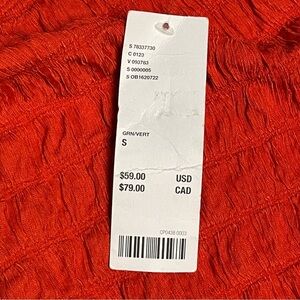 S 78337730
C 0123
V 050783
S 0000005
S OB1620722
GRN/VERT
S
$59.00 USD
$79.00 CAD
CP0438 0003